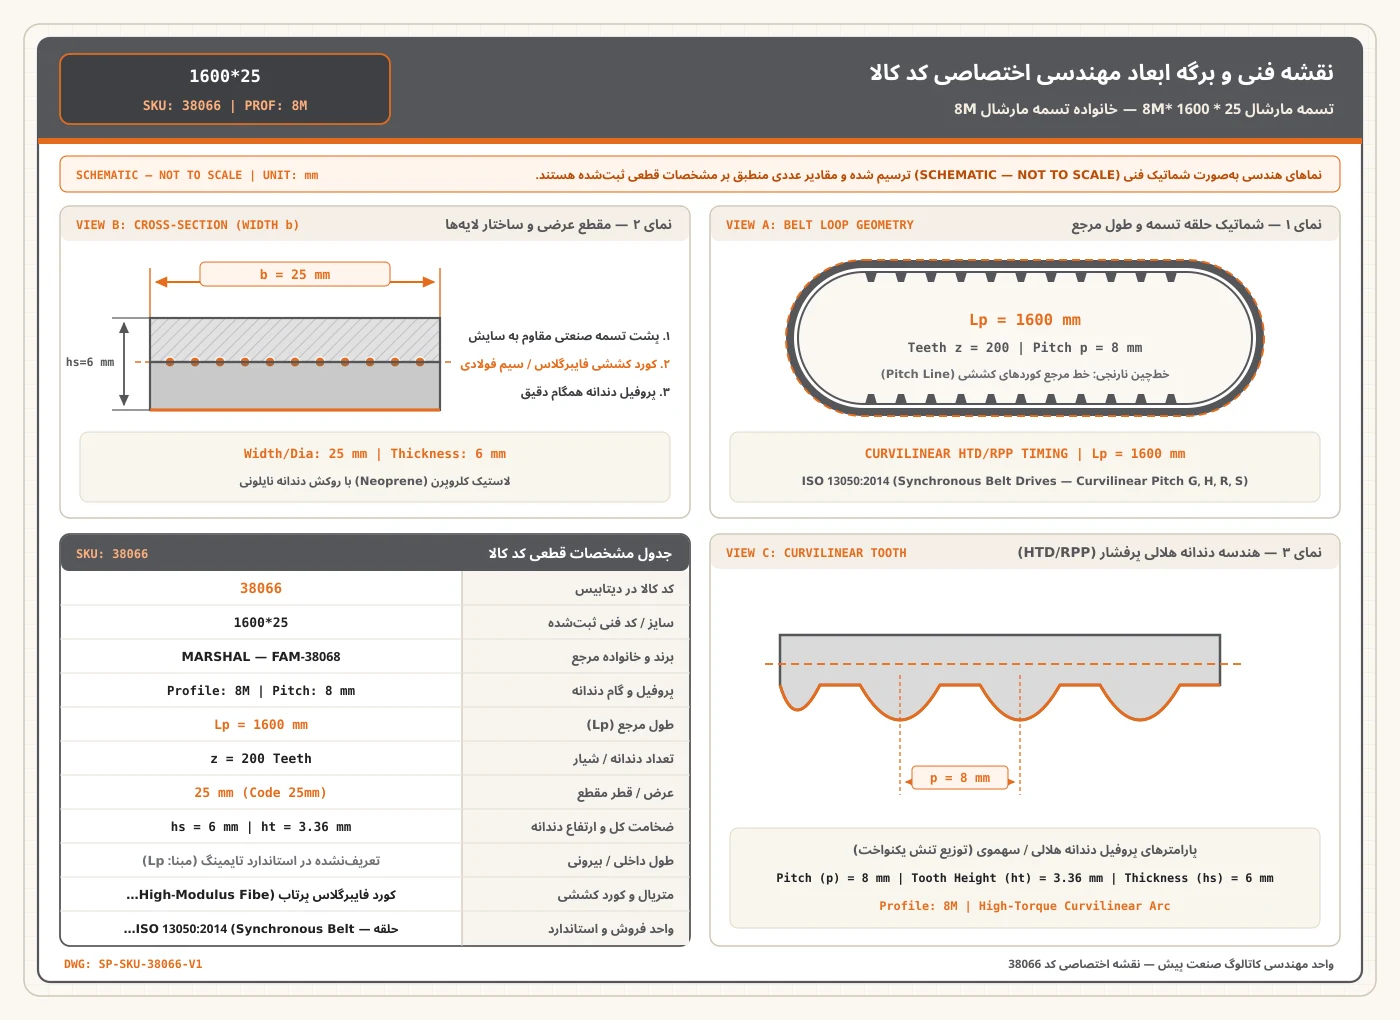 نقشه فنی و برگه ابعاد مهندسی اختصاصی کد کالا
تسمه مارشال 25 * 1600 *8M — خانواده تسمه مارشال 8M
1600*25
SKU: 38066 | PROF: 8M
نماهای هندسی به‌صورت شماتیک فنی (SCHEMATIC — NOT TO SCALE) ترسیم شده و مقادیر عددی منطبق بر مشخصات قطعی ثبت‌شده هستند.
SCHEMATIC — NOT TO SCALE | UNIT: mm
نمای ۱ — شماتیک حلقه تسمه و طول مرجع
VIEW A: BELT LOOP GEOMETRY
Lp = 1600 mm
Teeth z = 200 | Pitch p = 8 mm
خط‌چین نارنجی: خط مرجع کوردهای کششی (Pitch Line)
CURVILINEAR HTD/RPP TIMING | Lp = 1600 mm
ISO 13050:2014 (Synchronous Belt Drives — Curvilinear Pitch G, H, R, S)
نمای ۲ — مقطع عرضی و ساختار لایه‌ها
VIEW B: CROSS-SECTION (WIDTH b)
b = 25 mm
hs=6 mm
۱. پشت تسمه صنعتی مقاوم به سایش
۲. کورد کششی فایبرگلاس / سیم فولادی
۳. پروفیل دندانه همگام دقیق
Width/Dia: 25 mm | Thickness: 6 mm
لاستیک کلروپرن (Neoprene) با روکش دندانه نایلونی
نمای ۳ — هندسه دندانه هلالی پرفشار (HTD/RPP)
VIEW C: CURVILINEAR TOOTH
p = 8 mm
پارامترهای پروفیل دندانه هلالی / سهموی (توزیع تنش یکنواخت)
Pitch (p) = 8 mm | Tooth Height (ht) = 3.36 mm | Thickness (hs) = 6 mm
Profile: 8M | High-Torque Curvilinear Arc
جدول مشخصات قطعی کد کالا
SKU: 38066
کد کالا در دیتابیس 38066
سایز / کد فنی ثبت‌شده 1600*25
برند و خانواده مرجع MARSHAL — FAM-38068
پروفیل و گام دندانه Profile: 8M | Pitch: 8 mm
طول مرجع (Lp) Lp = 1600 mm
تعداد دندانه / شیار z = 200 Teeth
عرض / قطر مقطع 25 mm (Code 25mm)
ضخامت کل و ارتفاع دندانه hs = 6 mm | ht = 3.36 mm
طول داخلی / بیرونی تعریف‌نشده در استاندارد تایمینگ (مبنا: Lp)
متریال و کورد کششی کورد فایبرگلاس پرتاب (High-Modulus Fibe...
واحد فروش و استاندارد حلقه — ISO 13050:2014 (Synchronous Belt...
واحد مهندسی کاتالوگ صنعت پیش — نقشه اختصاصی کد 38066
DWG: SP-SKU-38066-V1